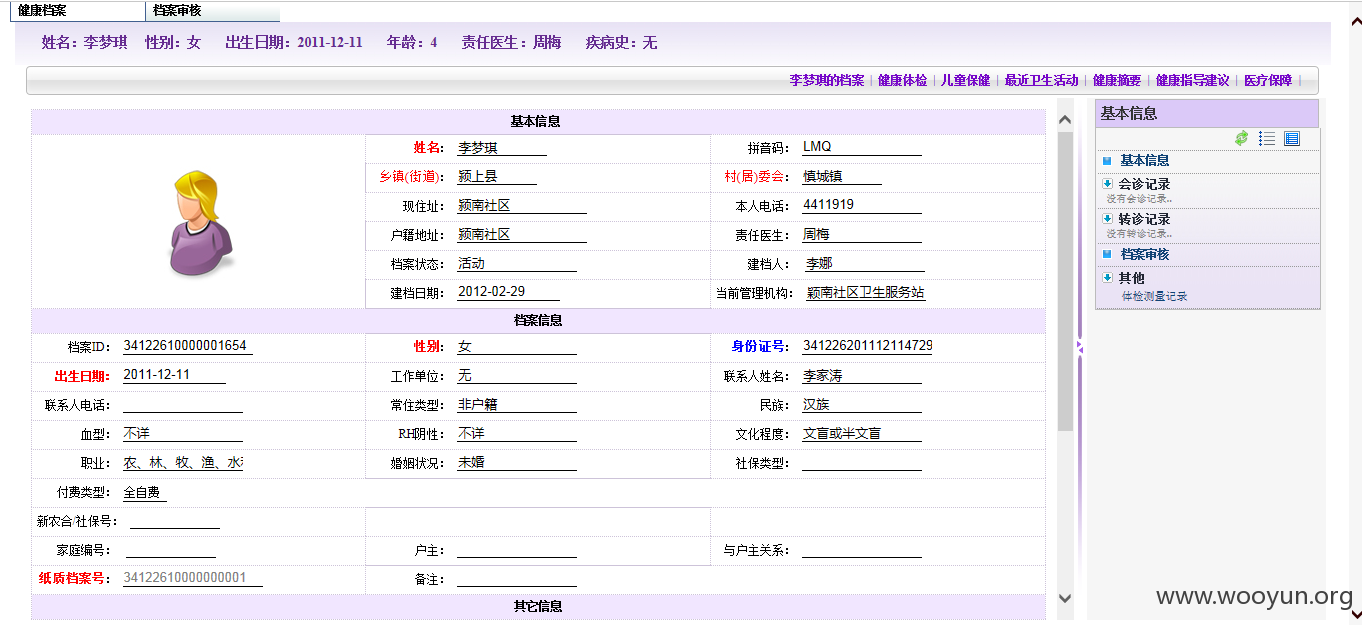 健康档案 档案审核
姓名：李梦琪 性别：女 出生日期：2011-12-11 年龄：4 责任医生：周梅 疾病史：无
李梦琪的档案 | 健康体检 | 儿童保健 | 最近卫生活动 | 健康摘要 | 健康指导建议 | 医疗保障 |
基本信息
姓名： 李梦琪 拼音码： LMQ
乡镇(街道)： 颍上县 村(居)委会： 慎城镇
现住址： 颍南社区 本人电话： 4411919
户籍地址： 颍南社区 责任医生： 周梅
档案状态： 活动 建档人： 李娜
建档日期： 2012-02-29 当前管理机构： 颍南社区卫生服务站
档案信息
档案ID： 34122610000001654 性别： 女 身份证号： 341226201112114729
出生日期： 2011-12-11 工作单位： 无 联系人姓名： 李家涛
联系人电话： 常住类型： 非户籍 民族： 汉族
血型： 不详 RH阴性： 不详 文化程度： 文盲或半文盲
职业： 农、林、牧、渔、水 婚姻状况： 未婚 社保类型：
付费类型： 全自费
新农合/社保号：
家庭编号： 户主： 与户主关系：
纸质档案号： 34122610000000001 备注：
其它信息
基本信息
基本信息
会诊记录
没有会诊记录..
转诊记录
没有转诊记录..
档案审核
其他
体检测量记录
www.wooyun.org